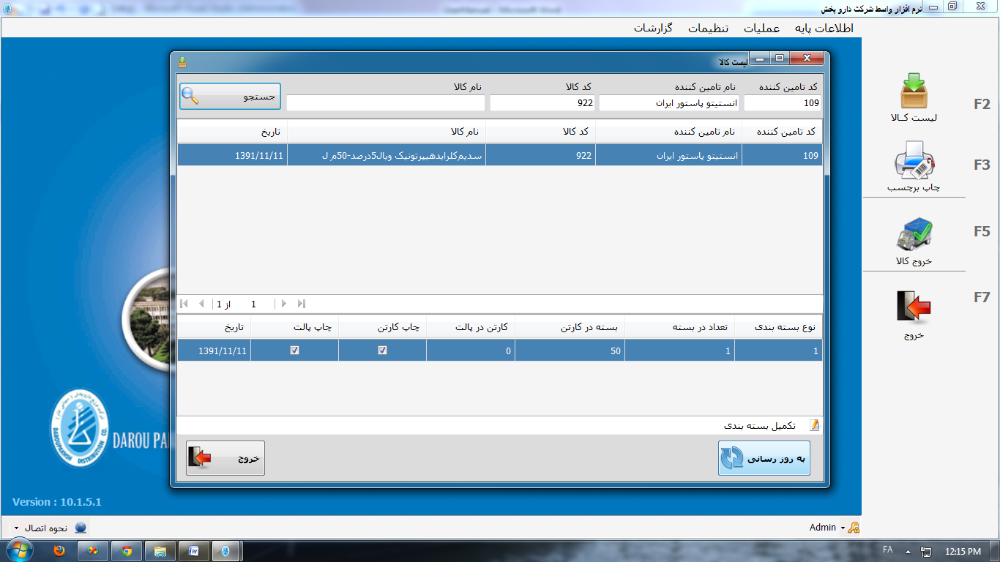 نرم افزار واسط شرکت دارو پخش
اطلاعات پایه عملیات تنظیمات گزارشات
لیست کالا
کد تامین کننده نام تامین کننده کد کالا نام کالا
109 انستیتو پاستور ایران 922 جستجو
کد تامین کننده نام تامین کننده کد کالا نام کالا تاریخ
109 انستیتو پاستور ایران 922 سدیم‌کلرایدهیپرتونیک ویال5درصد-50م ل 1391/11/11
1 از 1
نوع بسته بندی تعداد در بسته بسته در کارتن کارتن در پالت چاپ کارتن چاپ پالت تاریخ
1 1 50 0 1391/11/11
تکمیل بسته بندی
به روز رسانی خروج
F2
لیست کـالا
F3
چاپ برچسب
F5
خروج کالا
F7
خروج
DAROUPAKHSH DISTRIBUTION CO.
DAROU PA
Version : 10.1.5.1
نحوه اتصال
Admin
FA
12:15 PM